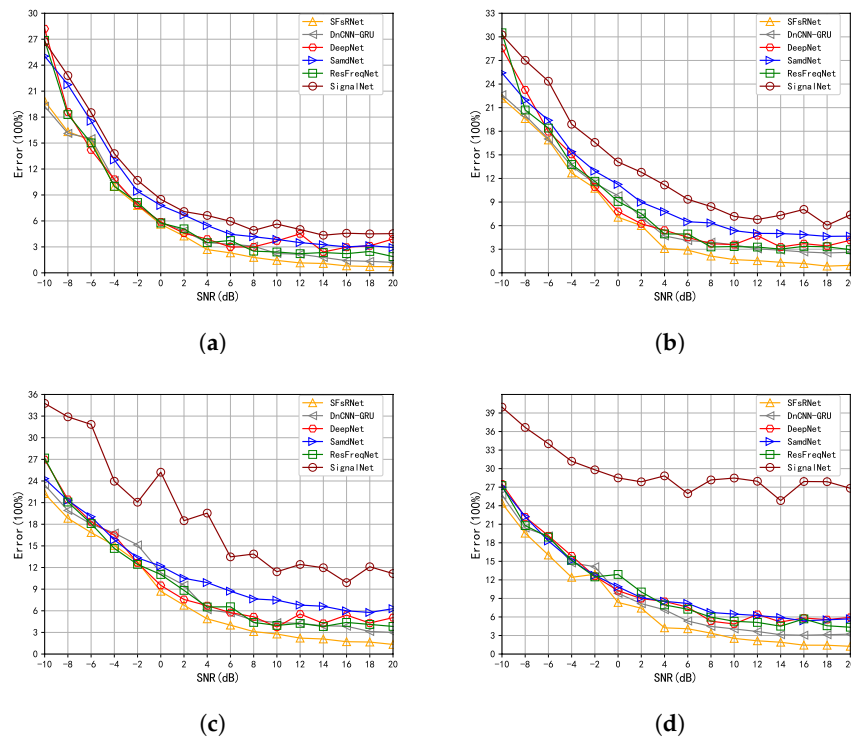 30
27
24
21
18
15
12
9
6
3
0
Error(100%)
-10 -8 -6 -4 -2 0 2 4 6 8 10 12 14 16 18 20
SNR(dB)
SFsRNet
DnCNN-GRU
DeepNet
SamdNet
ResFreqNet
SignalNet
(a)
33
30
27
24
21
18
15
12
9
6
3
0
Error(100%)
-10 -8 -6 -4 -2 0 2 4 6 8 10 12 14 16 18 20
SNR(dB)
SFsRNet
DnCNN-GRU
DeepNet
SamdNet
ResFreqNet
SignalNet
(b)
36
33
30
27
24
21
18
15
12
9
6
3
0
Error(100%)
-10 -8 -6 -4 -2 0 2 4 6 8 10 12 14 16 18 20
SNR(dB)
SFsRNet
DnCNN-GRU
DeepNet
SamdNet
ResFreqNet
SignalNet
(c)
39
36
33
30
27
24
21
18
15
12
9
6
3
0
Error(100%)
-10 -8 -6 -4 -2 0 2 4 6 8 10 12 14 16 18 20
SNR(dB)
SFsRNet
DnCNN-GRU
DeepNet
SamdNet
ResFreqNet
SignalNet
(d)